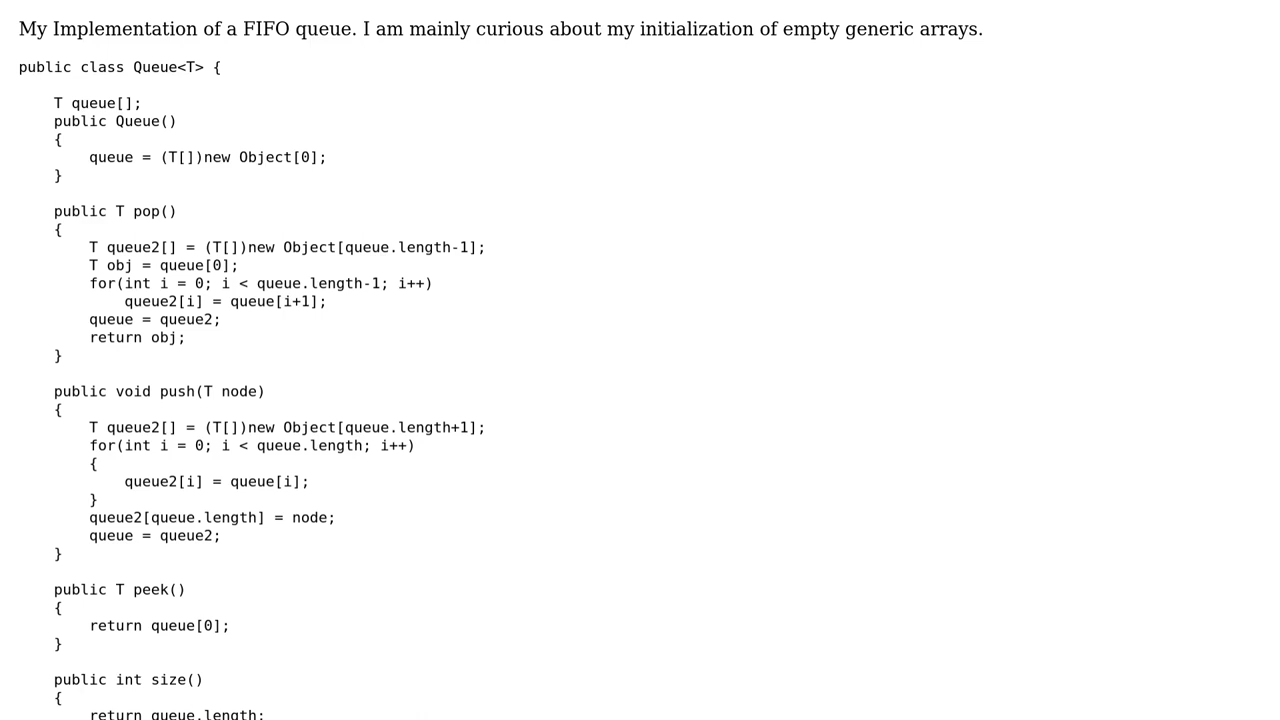 My Implementation of a FIFO queue. I am mainly curious about my initialization of empty generic arrays.
public class Queue<T> {
    T queue[];
    public Queue()
    {
        queue = (T[])new Object[0];
    }
    public T pop()
    {
        T queue2[] = (T[])new Object[queue.length-1];
        T obj = queue[0];
        for(int i = 0; i < queue.length-1; i++)
            queue2[i] = queue[i+1];
        queue = queue2;
        return obj;
    }
    public void push(T node)
    {
        T queue2[] = (T[])new Object[queue.length+1];
        for(int i = 0; i < queue.length; i++)
        {
            queue2[i] = queue[i];
        }
        queue2[queue.length] = node;
        queue = queue2;
    }
    public T peek()
    {
        return queue[0];
    }
    public int size()
    {
        return queue.length;